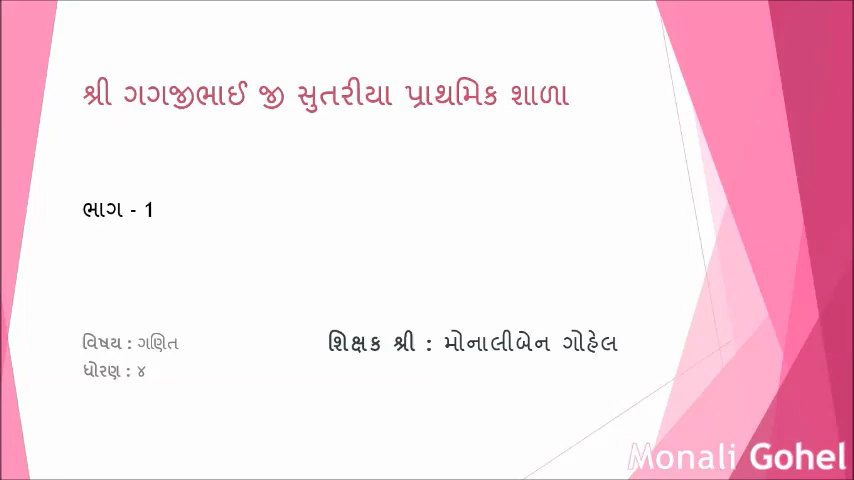 શ્રી ગગજીભાઈ જી સુતરીયા પ્રાથમિક શાળા
ભાગ - 1
વિષય : ગણિત
શિક્ષક શ્રી : મોનાલીબેન ગોહેલ
ધોરણ : ૪
Monali Gohel